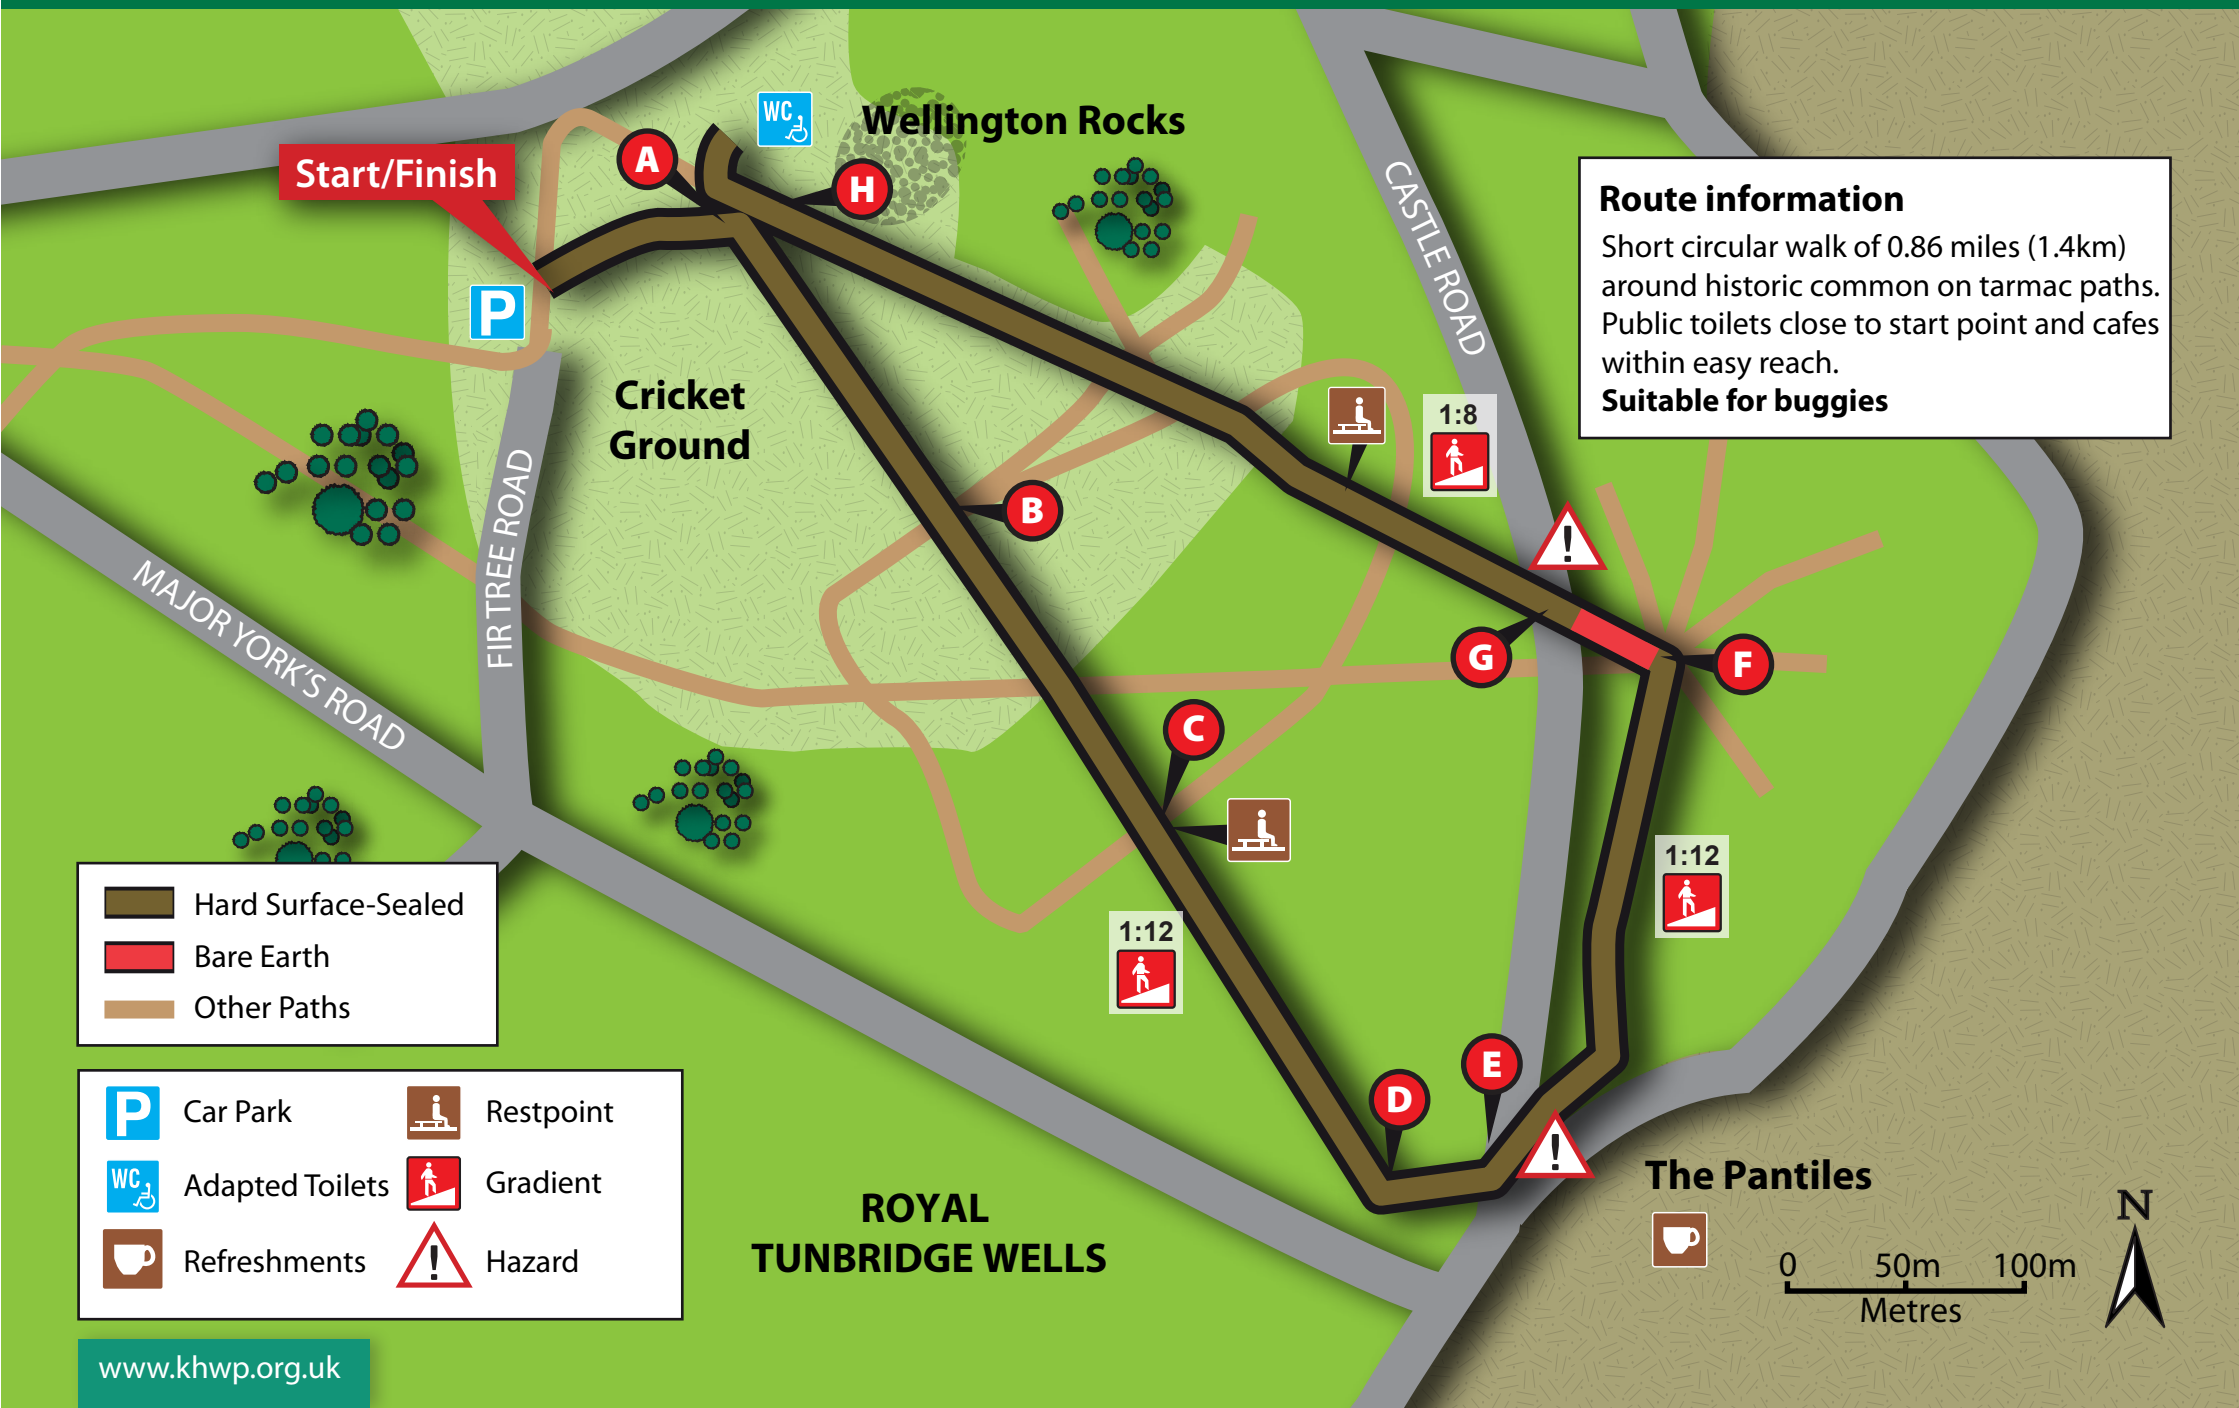 WC
Wellington Rocks
A
Start/Finish
H
CASTLE ROAD
Route information
Short circular walk of 0.86 miles (1.4km)
around historic common on tarmac paths.
Public toilets close to start point and cafes
within easy reach.
Suitable for buggies
P
Cricket
Ground
1:8
FIR TREE ROAD
B
!
MAJOR YORK'S ROAD
G
F
C
1:12
1:12
Hard Surface-Sealed
Bare Earth
Other Paths
E
D
P
Car Park
Restpoint
WC
Adapted Toilets
Gradient
Refreshments
!
Hazard
!
The Pantiles
ROYAL
TUNBRIDGE WELLS
N
0 50m 100m
Metres
www.khwp.org.uk